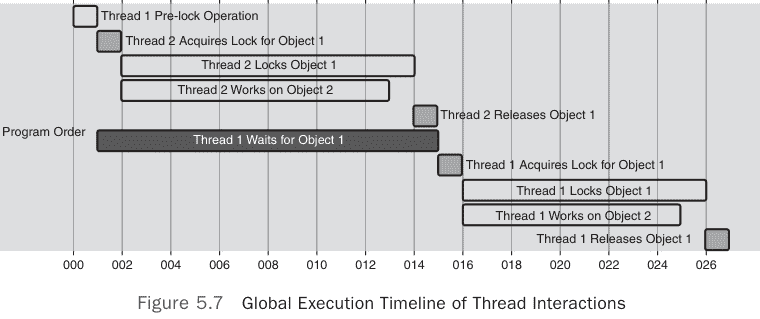 Thread 1 Pre-lock Operation
Thread 2 Acquires Lock for Object 1
Thread 2 Locks Object 1
Thread 2 Works on Object 2
Thread 2 Releases Object 1
Program Order
Thread 1 Waits for Object 1
Thread 1 Acquires Lock for Object 1
Thread 1 Locks Object 1
Thread 1 Works on Object 2
Thread 1 Releases Object 1
000 002 004 006 008 010 012 014 016 018 020 022 024 026
Figure 5.7 Global Execution Timeline of Thread Interactions